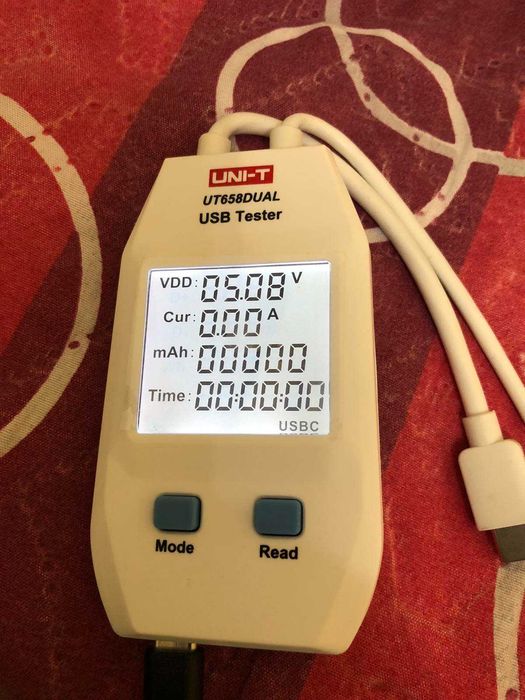 UNI-T
UT658DUAL
USB Tester
VDD: 05.08 V
Cur: 0.00 A
mAh: 00000
Time: 00:00:00
USBC
Mode Read